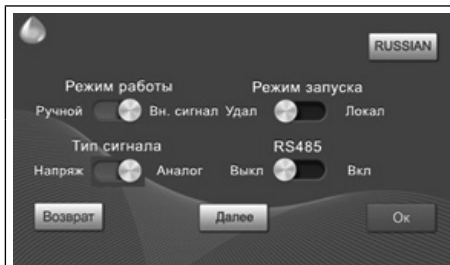 RUSSIAN
Режим работы Режим запуска
Ручной Вн. сигнал Удал Локал
Тип сигнала RS485
Напряж Аналог Выкл Вкл
Возврат Далее Ок